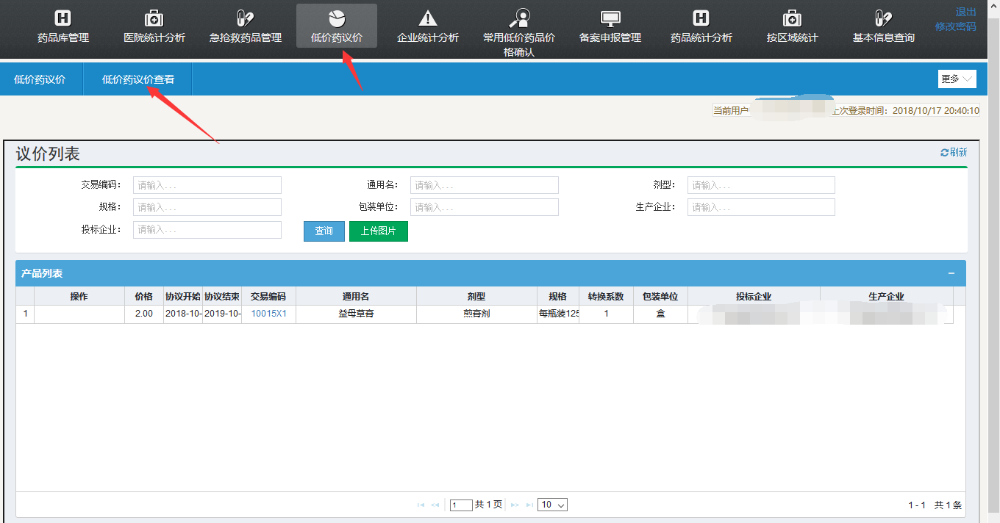 药品库管理 医院统计分析 急抢救药品管理 低价药议价 企业统计分析 常用低价药品价格确认 备案申报管理 药品统计分析 按区域统计 基本信息查询 退出
修改密码
低价药议价 低价药议价查看 更多
当前用户 上次登录时间: 2018/10/17 20:40:10
议价列表 刷新
交易编码: 请输入... 通用名: 请输入... 剂型: 请输入...
规格: 请输入... 包装单位: 请输入... 生产企业: 请输入...
投标企业: 请输入... 查询 上传图片
产品列表
操作 价格 协议开始 协议结束 交易编码 通用名 剂型 规格 转换系数 包装单位 投标企业 生产企业
1 2.00 2018-10- 2019-10- 10015X1 益母草膏 煎膏剂 每瓶装125 1 盒
1 共 1 页 10 1 - 1 共 1 条